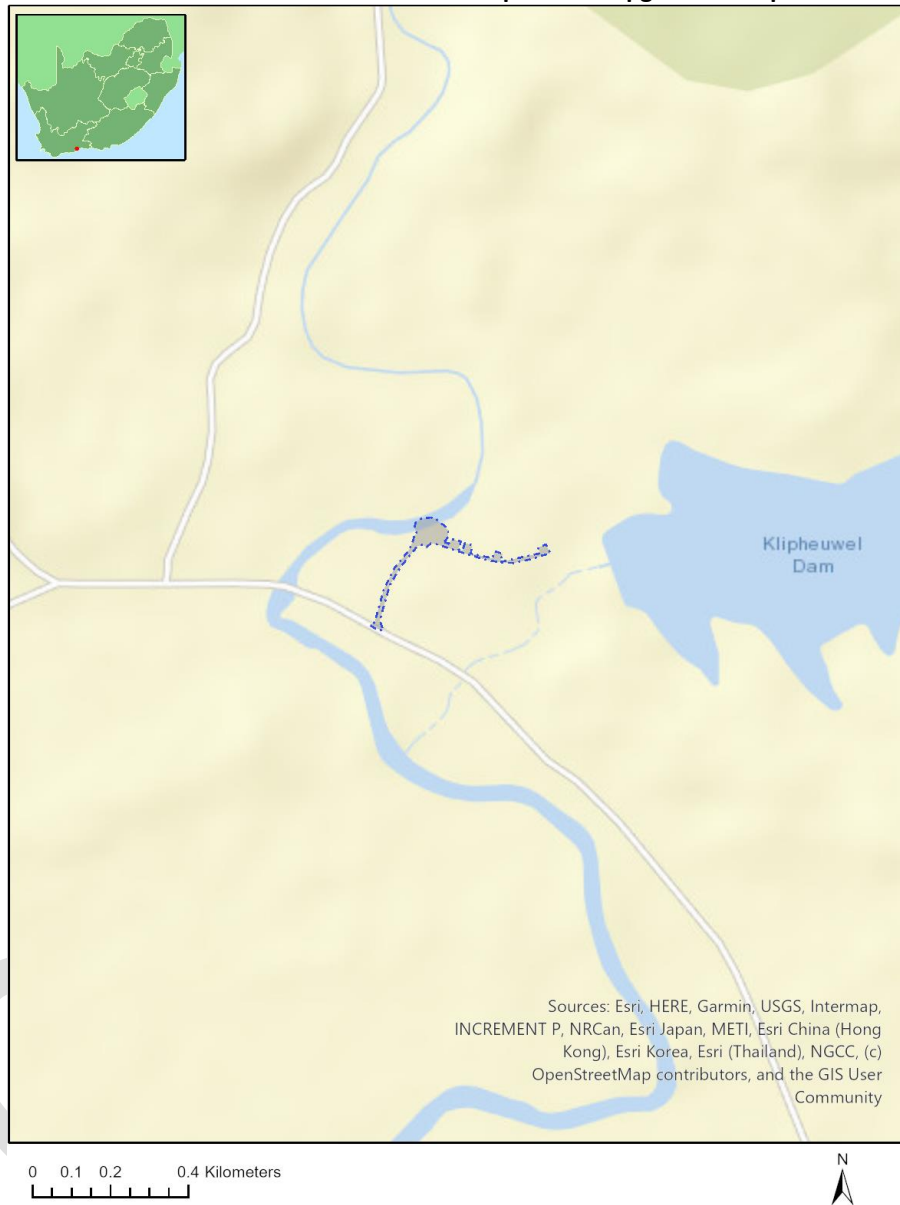 Klipheuwel
Dam
Sources: Esri, HERE, Garmin, USGS, Intermap,
INCREMENT P, NRCan, Esri Japan, METI, Esri China (Hong
Kong), Esri Korea, Esri (Thailand), NGCC, (c)
OpenStreetMap contributors, and the GIS User
Community
0 0.1 0.2 0.4 Kilometers
N